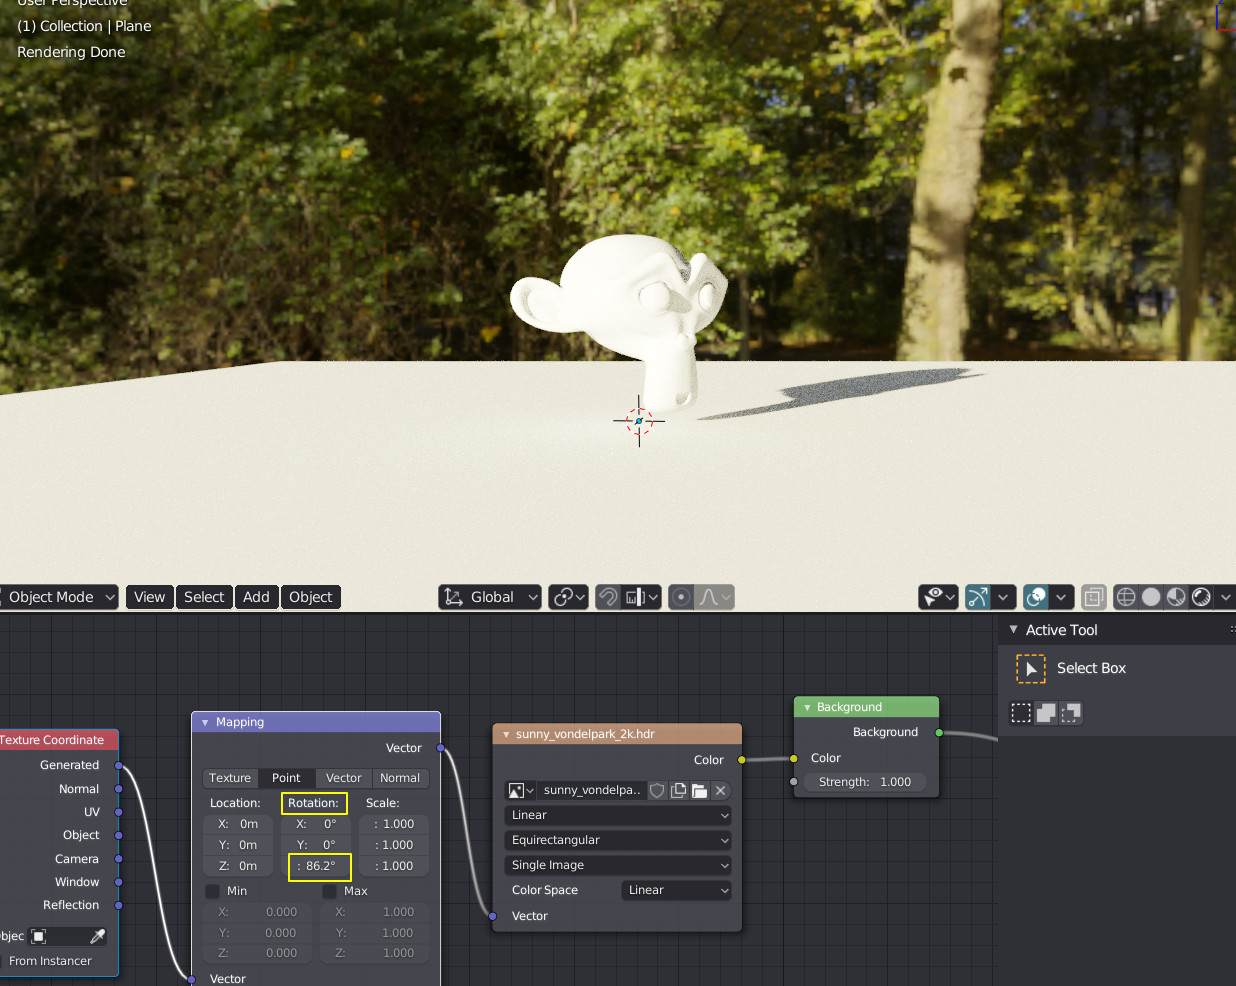 User Perspective
(1) Collection | Plane
Rendering Done
Object Mode View Select Add Object Global
Active Tool
Select Box
Texture Coordinate
Generated
Normal
UV
Object
Camera
Window
Reflection
From Instancer
Mapping
Vector
Texture Point Vector Normal
Location: Rotation: Scale:
X: 0m X: 0° : 1.000
Y: 0m Y: 0° : 1.000
Z: 0m : 86.2° : 1.000
Min Max
X: 0.000 X: 1.000
Y: 0.000 Y: 1.000
Z: 0.000 Z: 1.000
Vector
sunny_vondelpark_2k.hdr
Color
sunny_vondelpa..
Linear
Equirectangular
Single Image
Color Space Linear
Vector
Background
Background
Color
Strength: 1.000